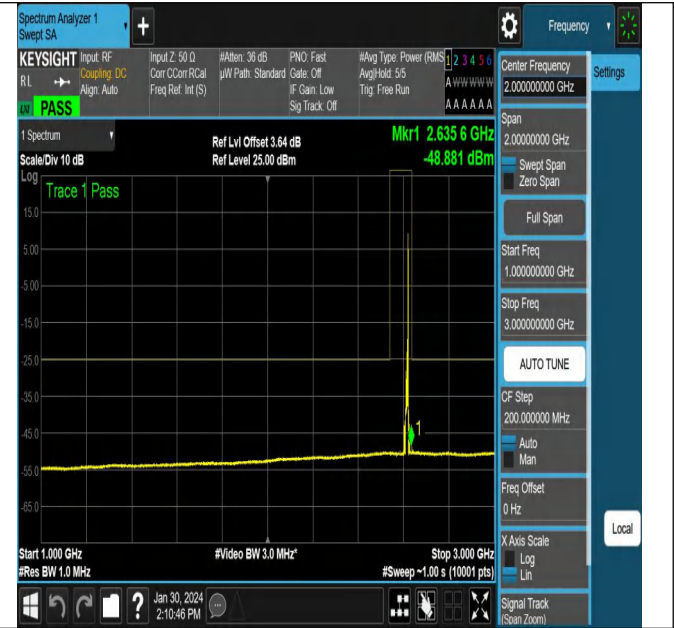 Spectrum Analyzer 1
Swept SA
+
Frequency
KEYSIGHT
Input: RF
Input Z: 50 Ω
#Atten: 36 dB
PNO: Fast
#Avg Type: Power (RMS
1 2 3 4 5 6
RL
Coupling: DC
Corr CCorr RCal
µW Path: Standard
Gate: Off
Avg|Hold: 5/5
A W W W W W
Align: Auto
Freq Ref: Int (S)
IF Gain: Low
Trig: Free Run
LXI
PASS
Sig Track: Off
A A A A A A
1 Spectrum
Ref Lvl Offset 3.64 dB
Mkr1 2.635 6 GHz
Scale/Div 10 dB
Ref Level 25.00 dBm
-48.881 dBm
Log
Trace 1 Pass
15.0
5.00
-5.00
-15.0
-25.0
-35.0
-45.0
1
-55.0
-65.0
Start 1.000 GHz
#Video BW 3.0 MHz*
Stop 3.000 GHz
#Res BW 1.0 MHz
#Sweep ~1.00 s (10001 pts)
Center Frequency
2.000000000 GHz
Settings
Span
2.00000000 GHz
Swept Span
Zero Span
Full Span
Start Freq
1.000000000 GHz
Stop Freq
3.000000000 GHz
AUTO TUNE
CF Step
200.000000 MHz
Auto
Man
Freq Offset
0 Hz
X Axis Scale
Log
Lin
Local
Signal Track
(Span Zoom)
?
Jan 30, 2024
2:10:46 PM